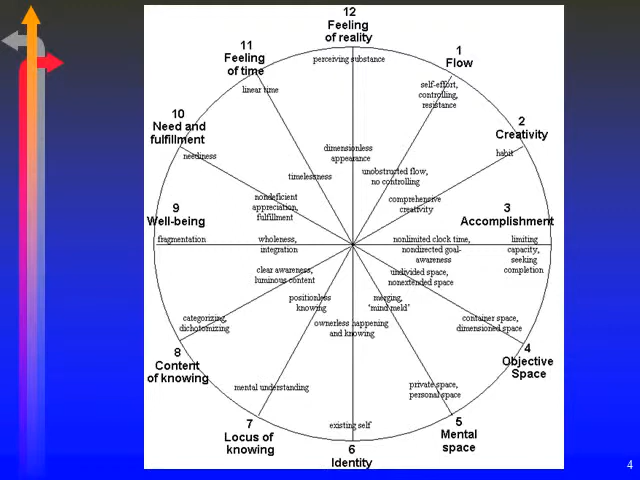 12
Feeling
of reality
perceiving substance
dimensionless
appearance
1
Flow
self-effort,
controlling,
resistance
unobstructed flow,
no controlling
2
Creativity
habit
comprehensive
creativity
3
Accomplishment
limiting
capacity,
seeking
completion
nonlimited clock time,
nondirected goal-
awareness
4
Objective
Space
container space,
dimensioned space
undivided space,
nonextended space
5
Mental
space
private space,
personal space
merging,
‘mind meld’
6
Identity
existing self
ownerless happening
and knowing
7
Locus of
knowing
mental understanding
positionless
knowing
8
Content
of knowing
categorizing,
dichotomizing
clear awareness,
luminous content
9
Well-being
fragmentation
wholeness,
integration
10
Need and
fulfillment
neediness
nondeficient
appreciation,
fulfillment
11
Feeling
of time
linear time
timelessness
4